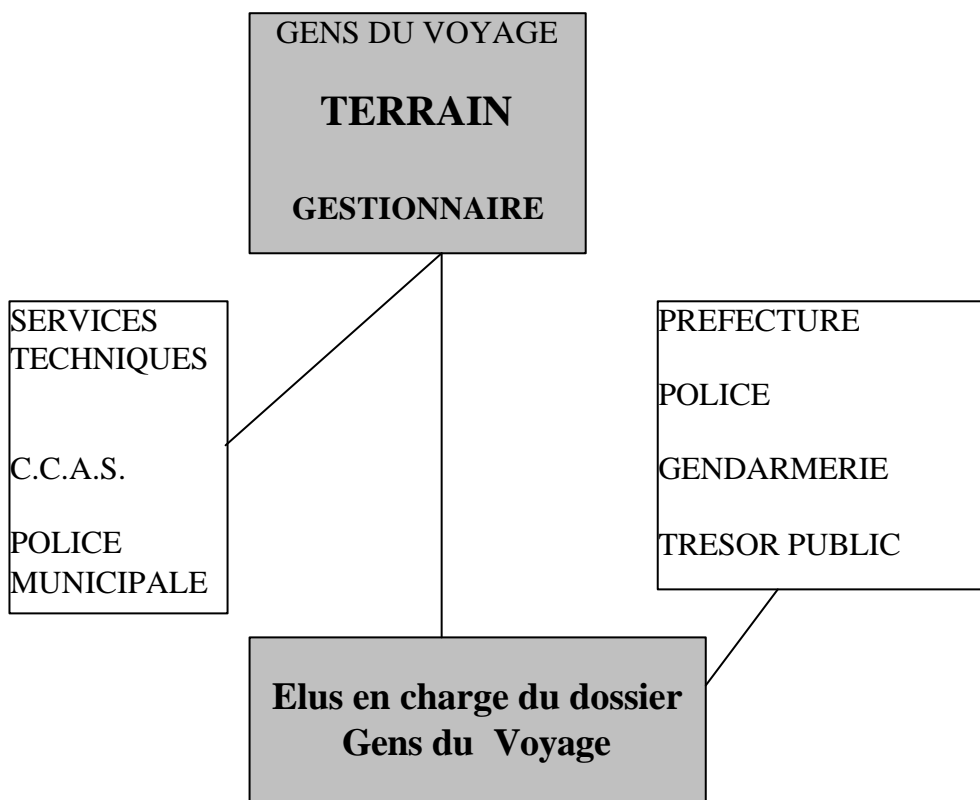 GENS DU VOYAGE
TERRAIN
GESTIONNAIRE
SERVICES
TECHNIQUES
C.C.A.S.
POLICE
MUNICIPALE
PREFECTURE
POLICE
GENDARMERIE
TRESOR PUBLIC
Elus en charge du dossier
Gens du Voyage